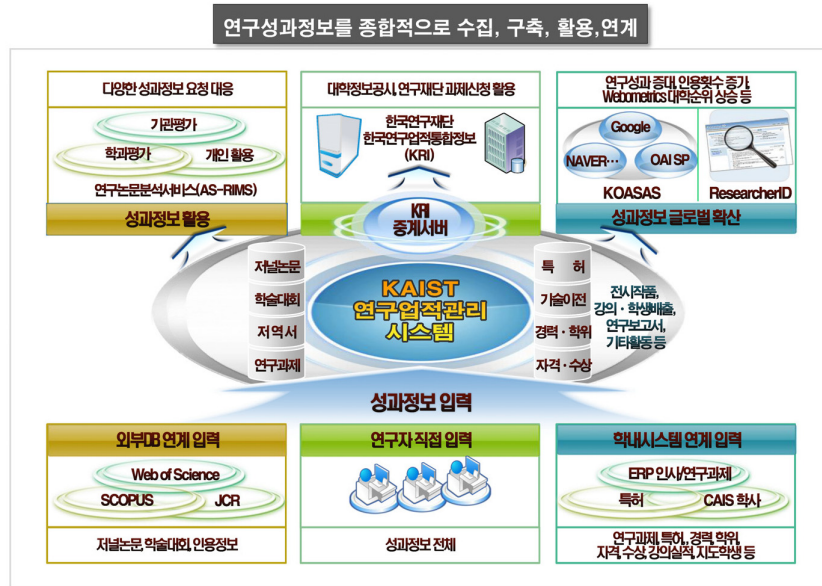 연구성과정보를 종합적으로 수집, 구축, 활용,연계
다양한 성과정보 요청 대응
기관평가
학과평가
개인 활용
연구논문분석서비스(AS-RIMS)
성과정보 활용
대학정보공시, 연구재단 과제신청 활용
한국연구재단
한국연구업적통합정보
(KRI)
KRI
중계서버
연구성과 증대, 인용횟수 증가,
Webometrics 대학순위 상승 등
Google
NAVER…
OAI SP
KOASAS
ResearcherID
성과정보 글로벌 확산
저널논문
학술대회
저역서
연구과제
KAIST
연구업적관리
시스템
특 허
기술이전
경력·학위
자격·수상
전시작품,
강의·학생배출,
연구보고서,
기타활동 등
성과정보 입력
외부DB 연계 입력
Web of Science
SCOPUS
JCR
저널논문, 학술대회, 인용정보
연구자 직접 입력
성과정보 전체
학내시스템 연계 입력
ERP 인사/연구과제
특허
CAIS 학사
연구과제, 특허, 경력, 학위,
자격, 수상, 강의실적, 지도학생 등